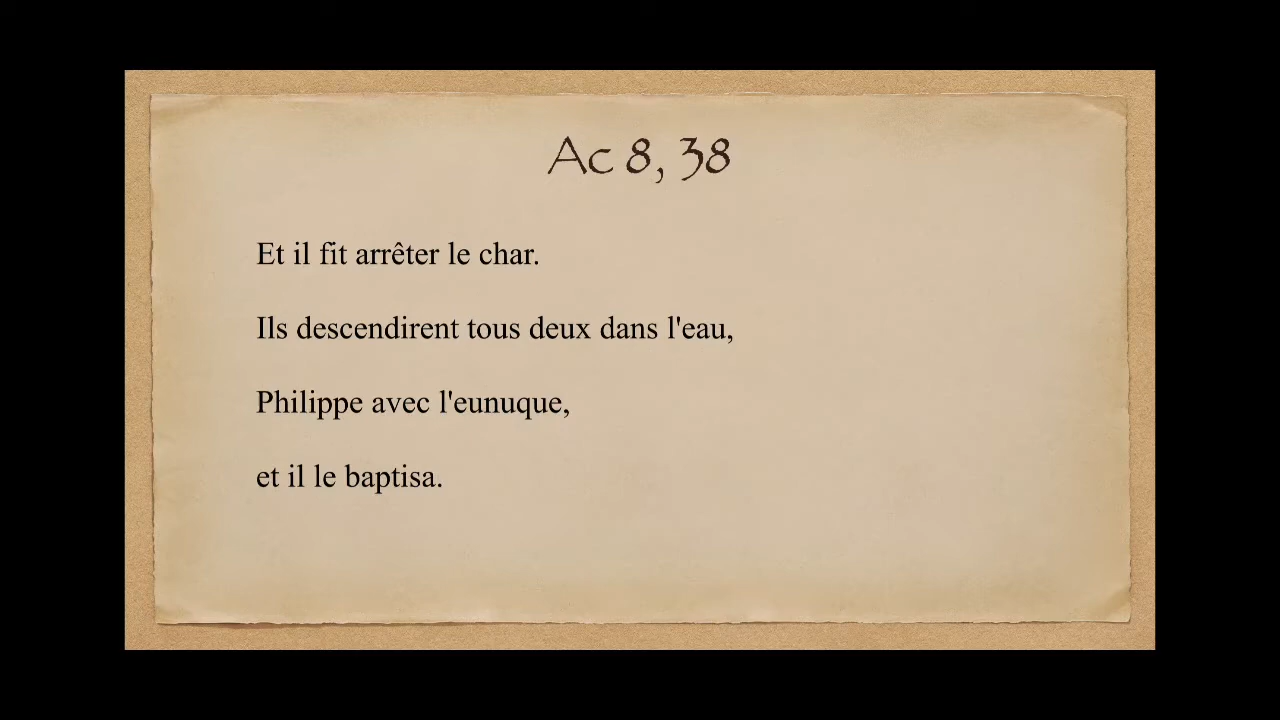 Ac 8, 38
Et il fit arrêter le char.
Ils descendirent tous deux dans l'eau,
Philippe avec l'eunuque,
et il le baptisa.